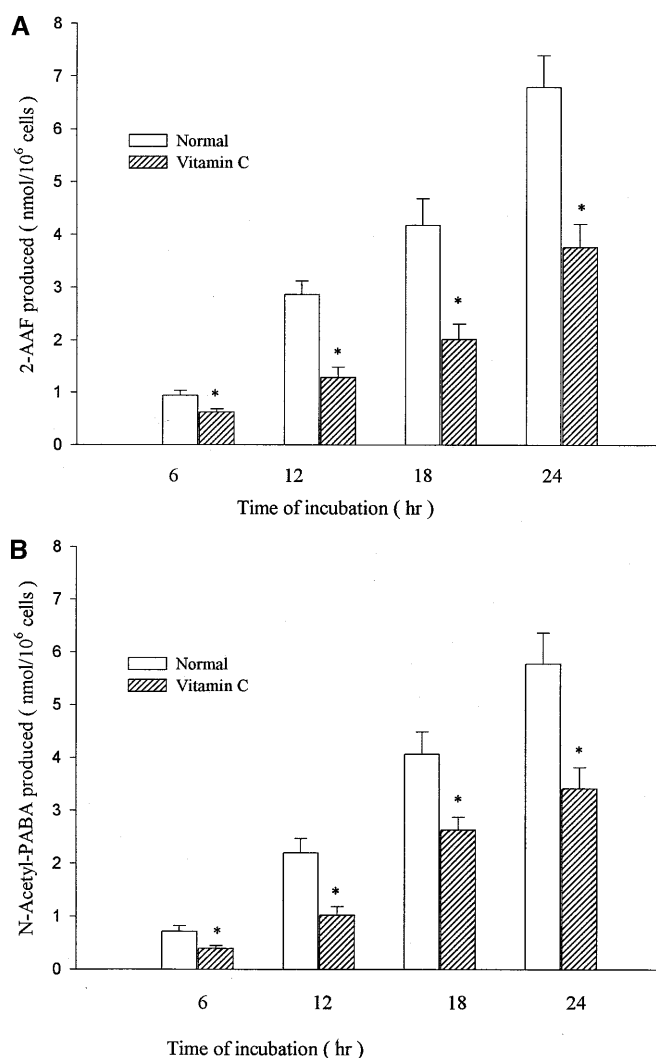 A
8
7
6
5
4
3
2
1
0
2-AAF produced ( nmol/10⁶ cells )
Normal
Vitamin C
*
*
*
*
6 12 18 24
Time of incubation ( hr )
B
8
7
6
5
4
3
2
1
0
N-Acetyl-PABA produced ( nmol/10⁶ cells )
Normal
Vitamin C
*
*
*
*
6 12 18 24
Time of incubation ( hr )